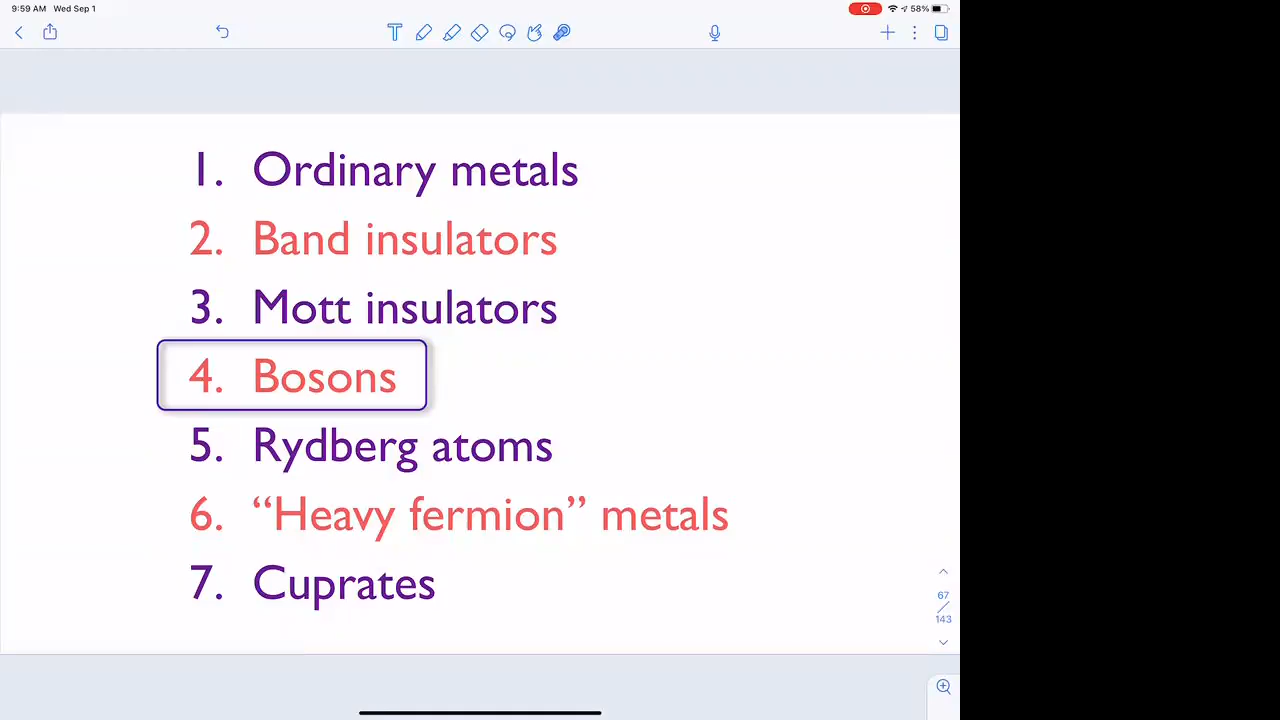 9:59 AM Wed Sep 1
58%
T
1. Ordinary metals
2. Band insulators
3. Mott insulators
4. Bosons
5. Rydberg atoms
6. “Heavy fermion” metals
7. Cuprates
67
/
143